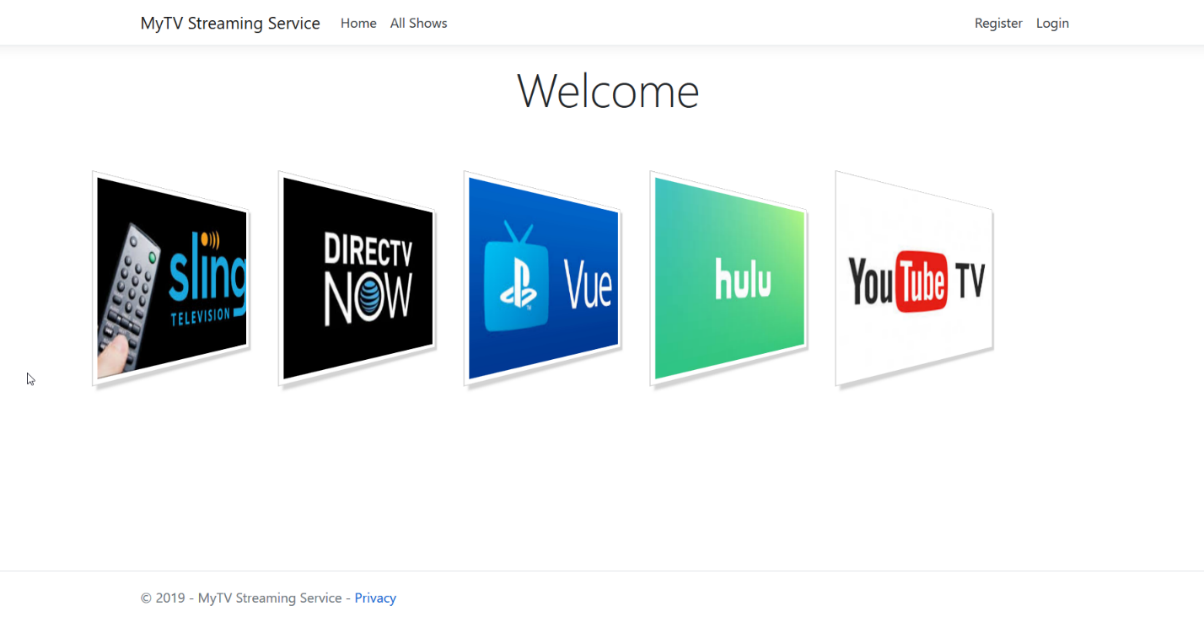 MyTV Streaming Service Home All Shows Register Login
Welcome
sling
TELEVISION
DIRECTV
NOW
Vue
hulu
YouTube TV
© 2019 - MyTV Streaming Service - Privacy